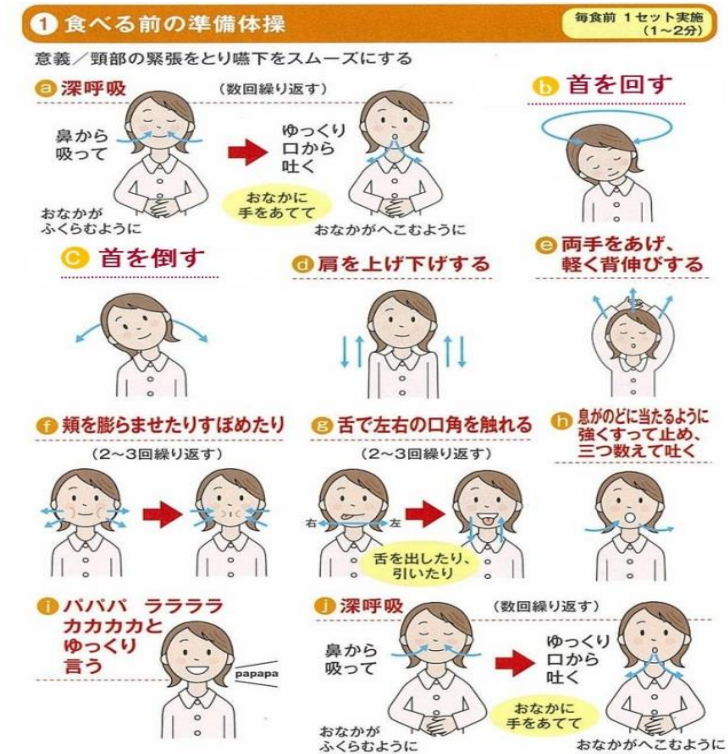 1 食べる前の準備体操
毎食前 1セット実施
(1〜2分)
意義／頸部の緊張をとり嚥下をスムーズにする
a 深呼吸 (数回繰り返す)
鼻から
吸って
ゆっくり
口から
吐く
おなかに
手をあてて
おなかが
ふくらむように
おなかがへこむように
b 首を回す
C 首を倒す
d 肩を上げ下げする
e 両手をあげ、
軽く背伸びする
f 頬を膨らませたりすぼめたり
(2〜3回繰り返す)
g 舌で左右の口角を触れる
(2〜3回繰り返す)
右 左
舌を出したり、
引いたり
h 息がのどに当たるように
強くすって止め、
三つ数えて吐く
i パパパ ララララ
カカカカと
ゆっくり
言う
papapa
j 深呼吸 (数回繰り返す)
鼻から
吸って
ゆっくり
口から
吐く
おなかに
手をあてて
おなかが
ふくらむように
おなかがへこむように